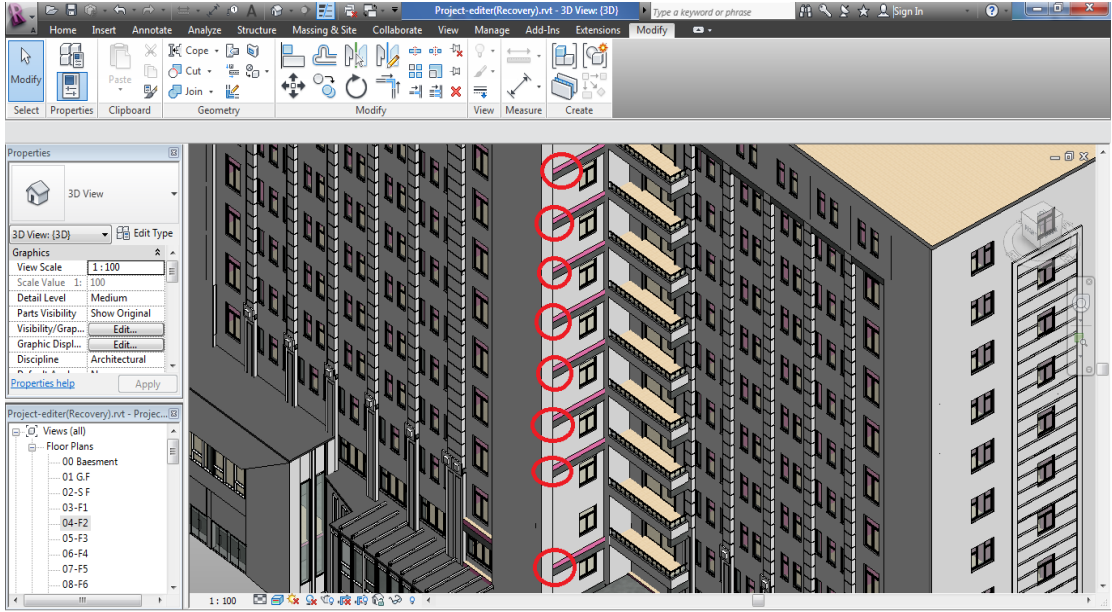 Project-editer(Recovery).rvt - 3D View: {3D}
Type a keyword or phrase
Sign In
Home Insert Annotate Analyze Structure Massing & Site Collaborate View Manage Add-Ins Extensions Modify
Modify
Paste
Cope
Cut
Join
Select Properties Clipboard Geometry Modify View Measure Create
Properties
3D View
3D View: {3D} Edit Type
Graphics
View Scale 1 : 100
Scale Value 1: 100
Detail Level Medium
Parts Visibility Show Original
Visibility/Grap... Edit...
Graphic Displ... Edit...
Discipline Architectural
Properties help Apply
Project-editer(Recovery).rvt - Projec...
Views (all)
Floor Plans
00 Baesment
01 G.F
02-S F
03-F1
04-F2
05-F3
06-F4
07-F5
08-F6
1 : 100